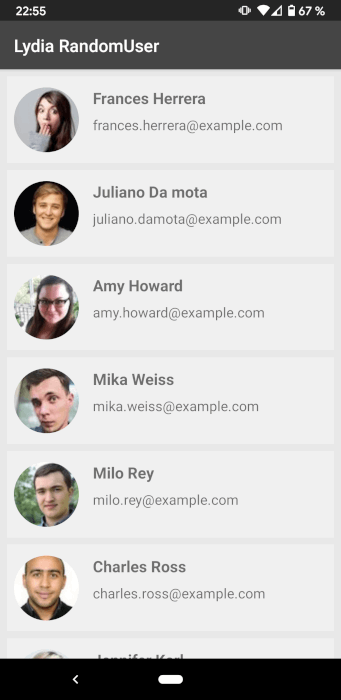 22:55 67 %
Lydia RandomUser
Frances Herrera
frances.herrera@example.com
Juliano Da mota
juliano.damota@example.com
Amy Howard
amy.howard@example.com
Mika Weiss
mika.weiss@example.com
Milo Rey
milo.rey@example.com
Charles Ross
charles.ross@example.com